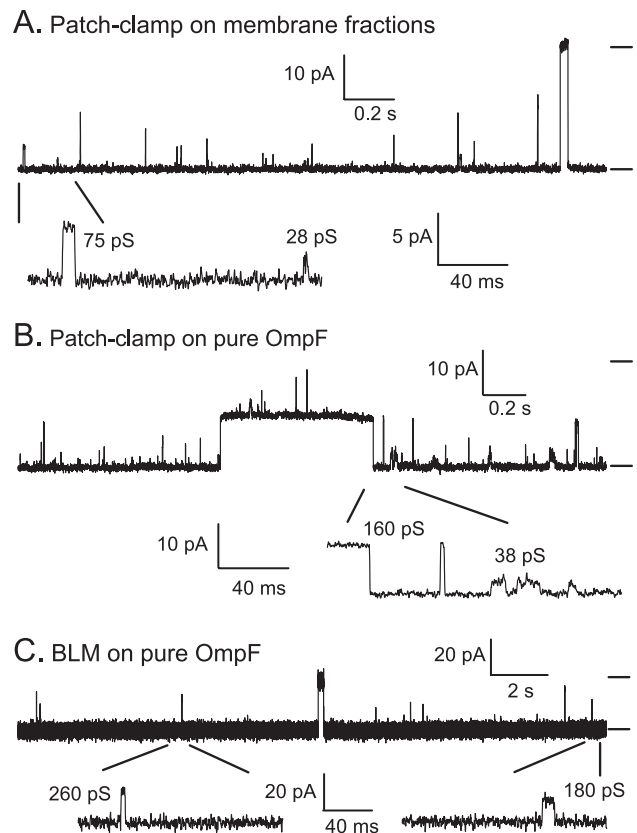 A. Patch-clamp on membrane fractions
10 pA
0.2 s
75 pS
28 pS
5 pA
40 ms
B. Patch-clamp on pure OmpF
10 pA
0.2 s
160 pS
10 pA
38 pS
40 ms
C. BLM on pure OmpF
20 pA
2 s
260 pS
20 pA
180 pS
40 ms